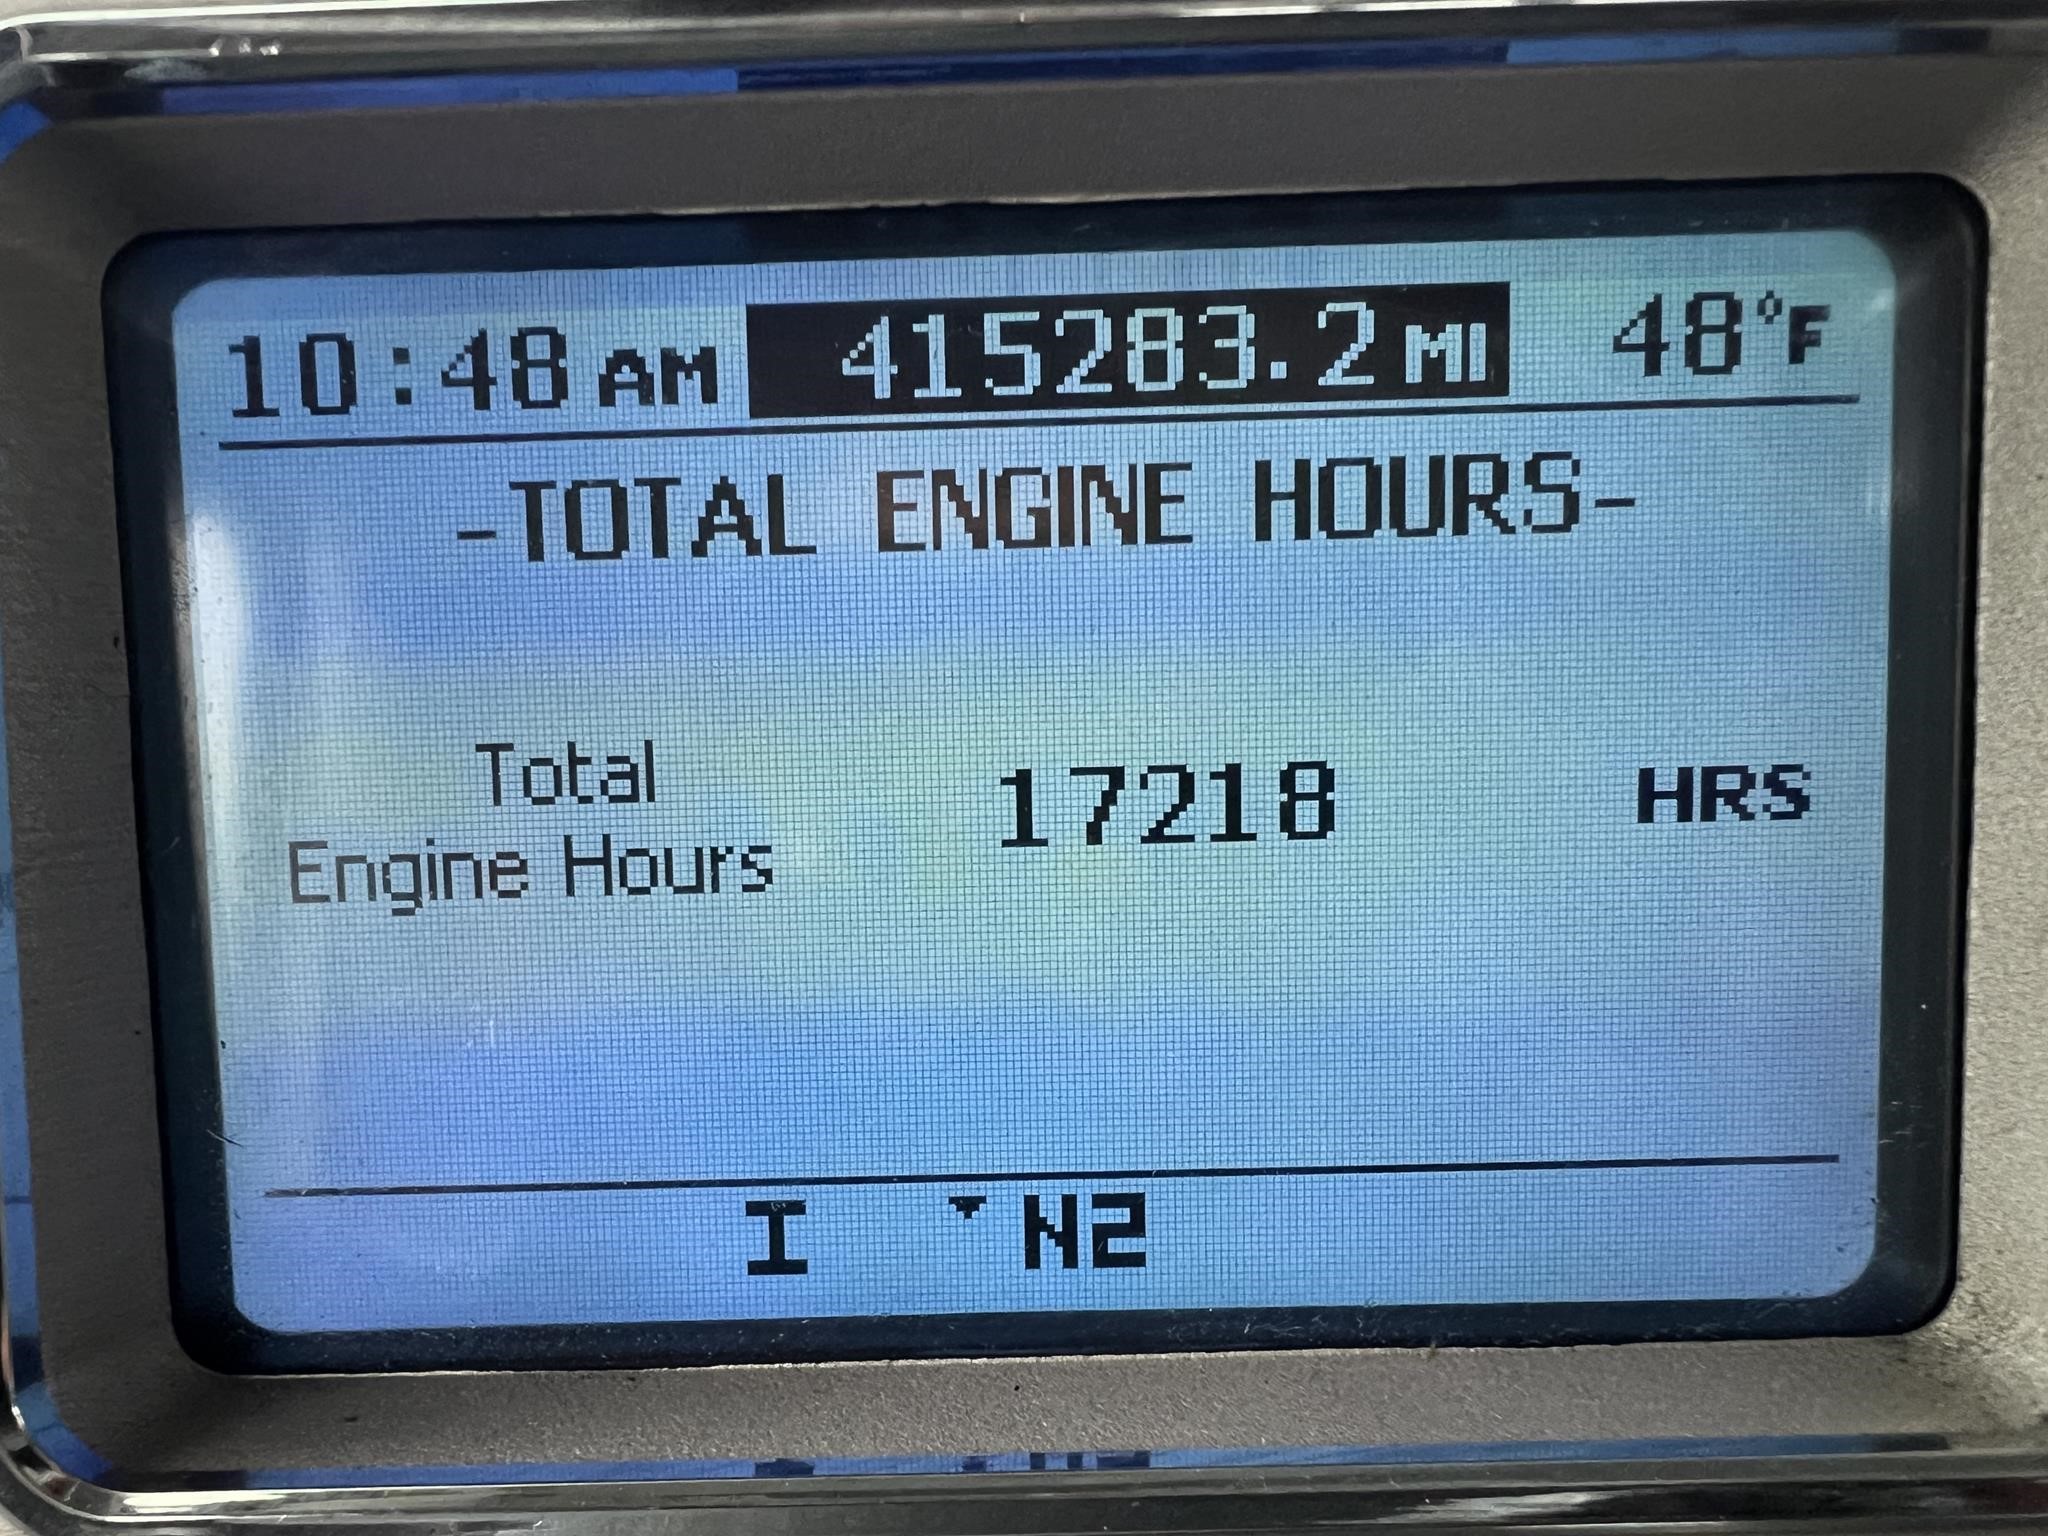 10:48 AM 415283.2 MI 48°F
-TOTAL ENGINE HOURS-
Total
Engine Hours 17218 HRS
I N2